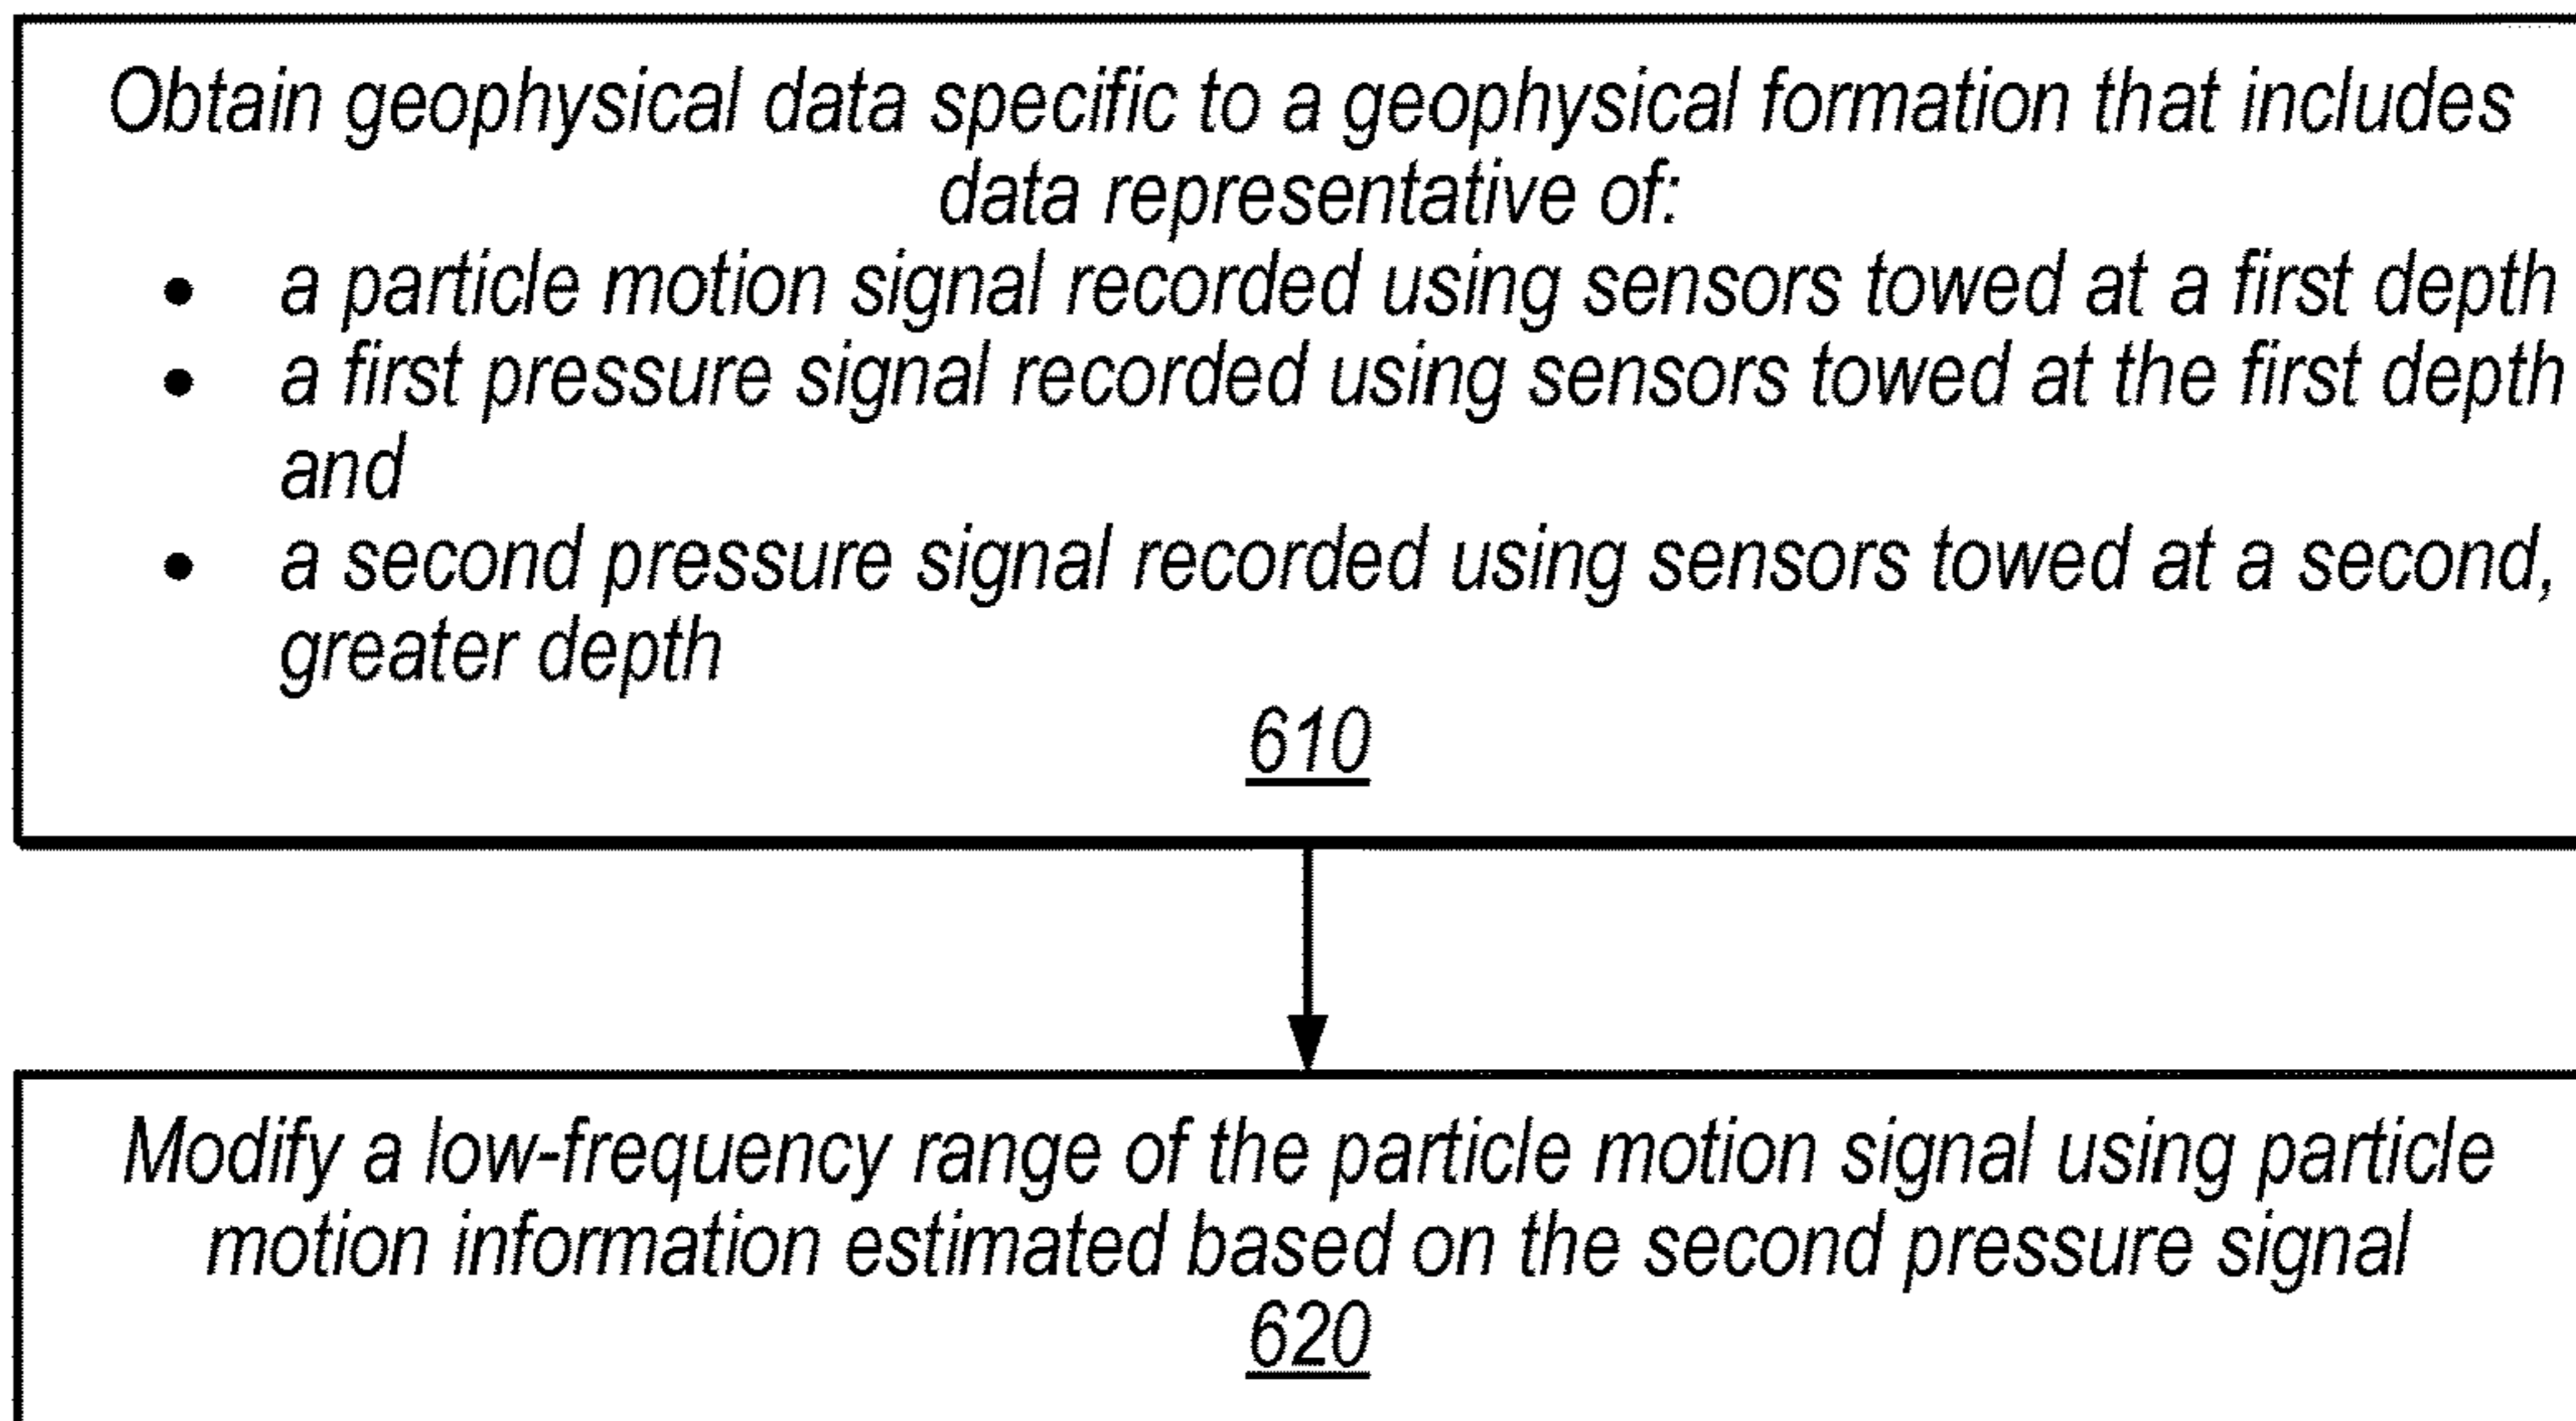 Obtain geophysical data specific to a geophysical formation that includes
data representative of:
• a particle motion signal recorded using sensors towed at a first depth
• a first pressure signal recorded using sensors towed at the first depth
and
• a second pressure signal recorded using sensors towed at a second,
greater depth
610
Modify a low-frequency range of the particle motion signal using particle
motion information estimated based on the second pressure signal
620